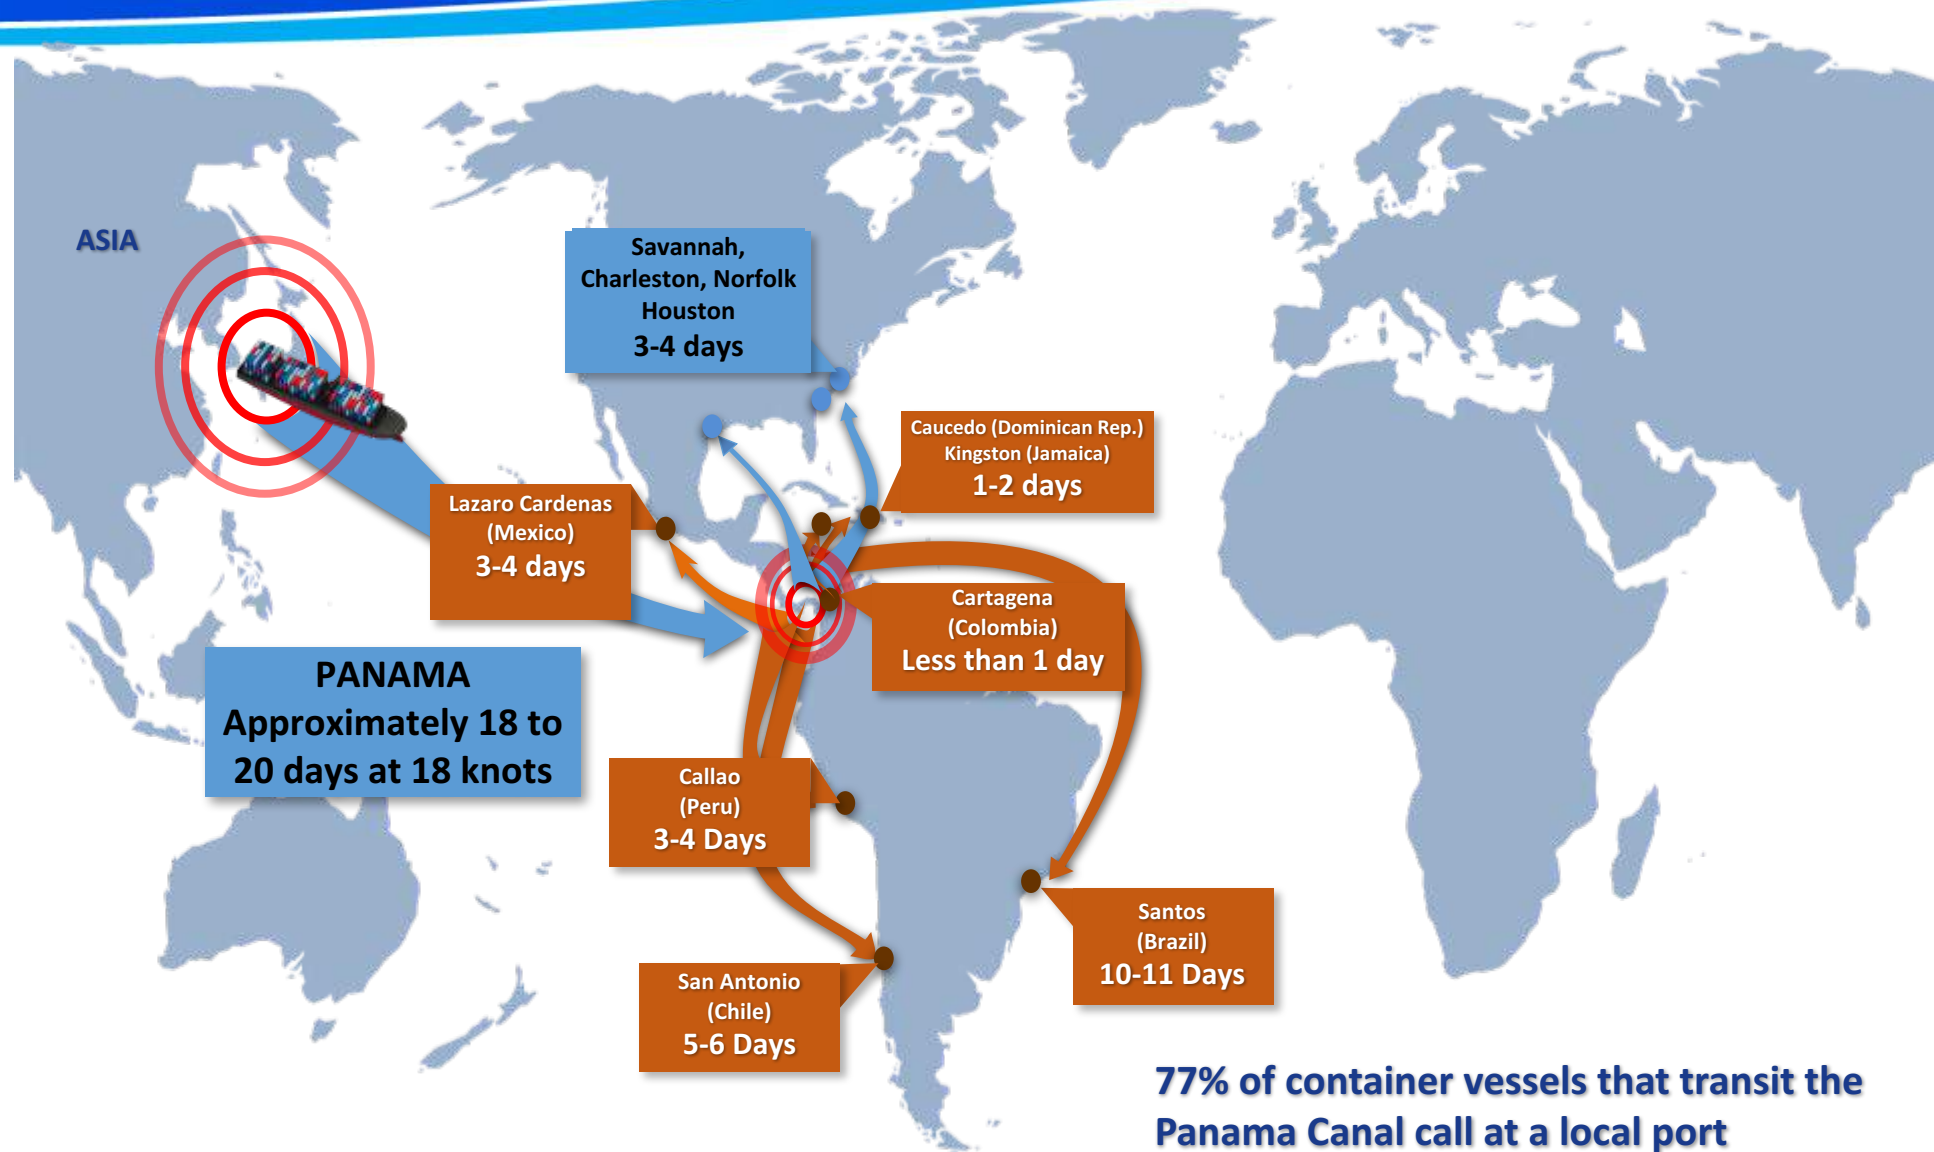 ASIA
Savannah,
Charleston, Norfolk
Houston
3-4 days
Caucedo (Dominican Rep.)
Kingston (Jamaica)
1-2 days
Lazaro Cardenas
(Mexico)
3-4 days
Cartagena
(Colombia)
Less than 1 day
PANAMA
Approximately 18 to
20 days at 18 knots
Callao
(Peru)
3-4 Days
Santos
(Brazil)
10-11 Days
San Antonio
(Chile)
5-6 Days
77% of container vessels that transit the
Panama Canal call at a local port